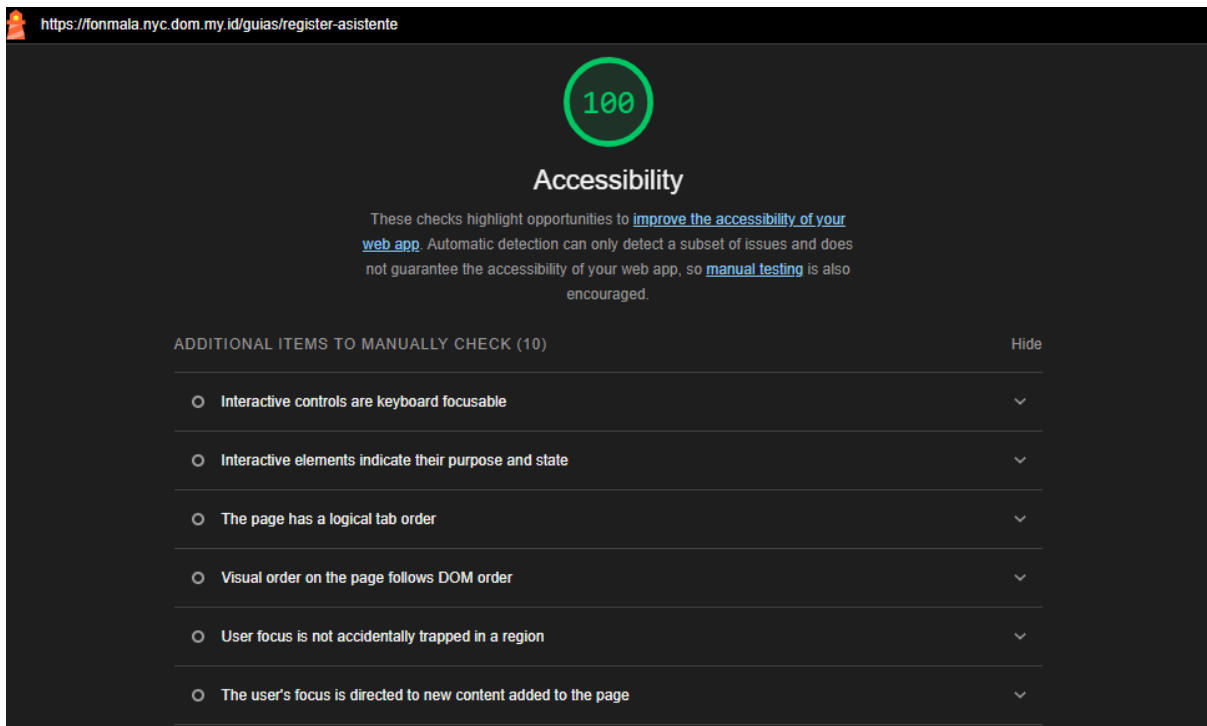 https://fonmala.nyc.dom.my.id/guias/register-asistente
100
Accessibility
These checks highlight opportunities to improve the accessibility of your
web app. Automatic detection can only detect a subset of issues and does
not guarantee the accessibility of your web app, so manual testing is also
encouraged.
ADDITIONAL ITEMS TO MANUALLY CHECK (10) Hide
Interactive controls are keyboard focusable
Interactive elements indicate their purpose and state
The page has a logical tab order
Visual order on the page follows DOM order
User focus is not accidentally trapped in a region
The user's focus is directed to new content added to the page